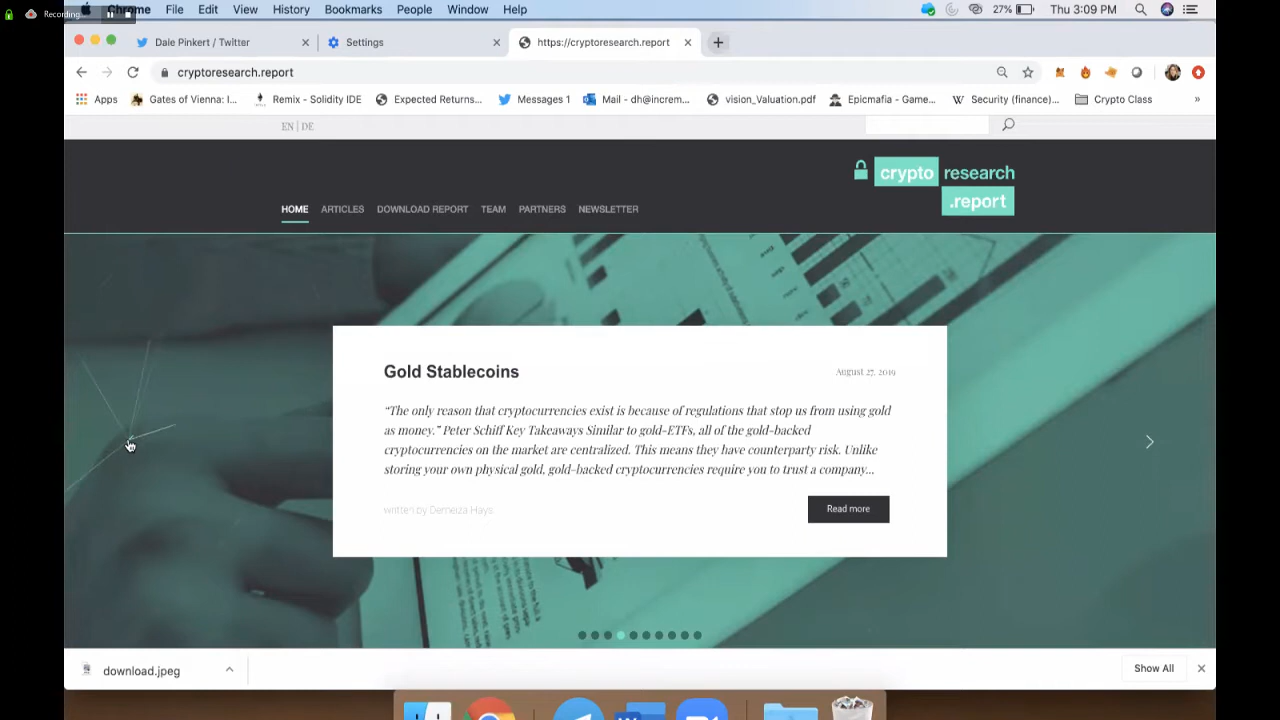 Recording...
Chrome File Edit View History Bookmarks People Window Help 27% Thu 3:09 PM
Dale Pinkert / Twitter Settings https://cryptoresearch.report
cryptoresearch.report
Apps Gates of Vienna: I... Remix - Solidity IDE Expected Returns... Messages 1 Mail - dh@increm... vision_Valuation.pdf Epicmafia - Game... Security (finance)... Crypto Class »
EN | DE
crypto research
.report
HOME ARTICLES DOWNLOAD REPORT TEAM PARTNERS NEWSLETTER
Gold Stablecoins August 27, 2019
“The only reason that cryptocurrencies exist is because of regulations that stop us from using gold
as money.” Peter Schiff Key Takeaways Similar to gold-ETFs, all of the gold-backed
cryptocurrencies on the market are centralized. This means they have counterparty risk. Unlike
storing your own physical gold, gold-backed cryptocurrencies require you to trust a company...
written by Demelza Hays
Read more
download.jpeg Show All